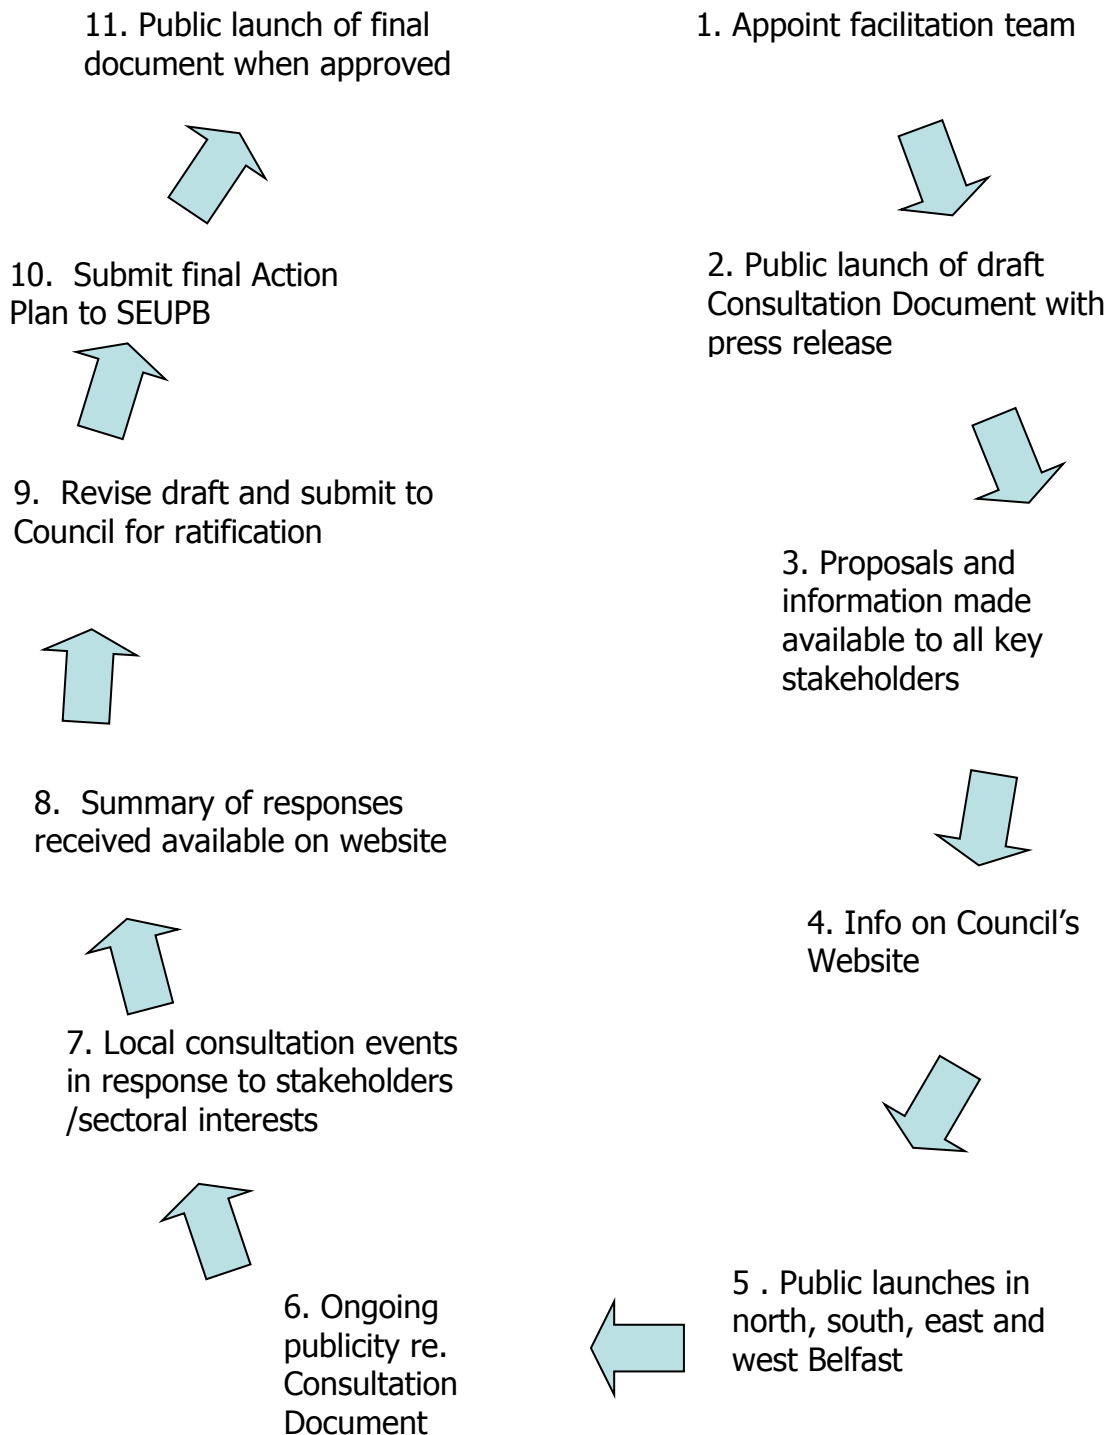 1. Appoint facilitation team
2. Public launch of draft
Consultation Document with
press release
3. Proposals and
information made
available to all key
stakeholders
4. Info on Council’s
Website
5 . Public launches in
north, south, east and
west Belfast
6. Ongoing
publicity re.
Consultation
Document
7. Local consultation events
in response to stakeholders
/sectoral interests
8.  Summary of responses
received available on website
9.  Revise draft and submit to
Council for ratification
10.  Submit final Action
Plan to SEUPB
11. Public launch of final
document when approved